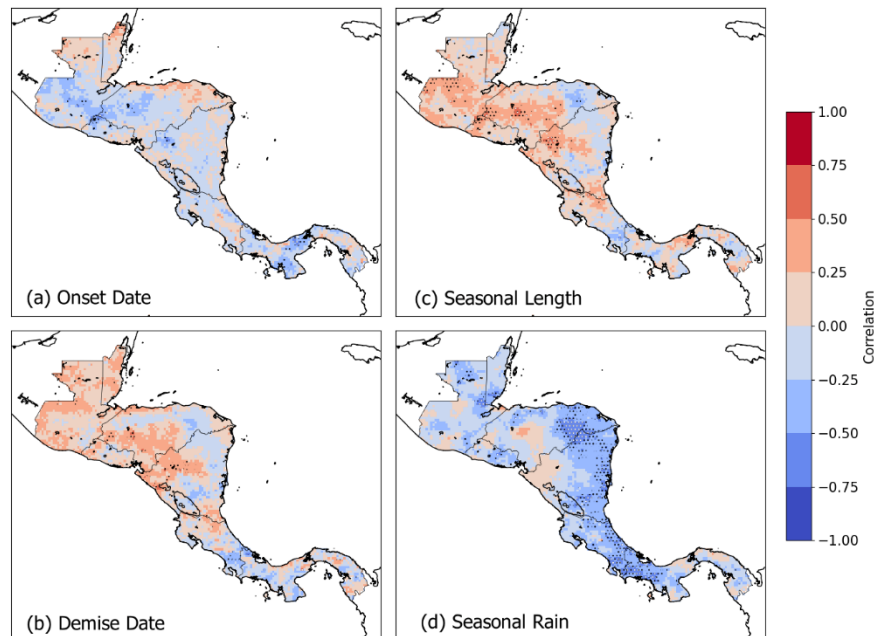 (a) Onset Date
(c) Seasonal Length
(b) Demise Date
(d) Seasonal Rain
1.00
0.75
0.50
0.25
0.00
−0.25
−0.50
−0.75
−1.00
Correlation